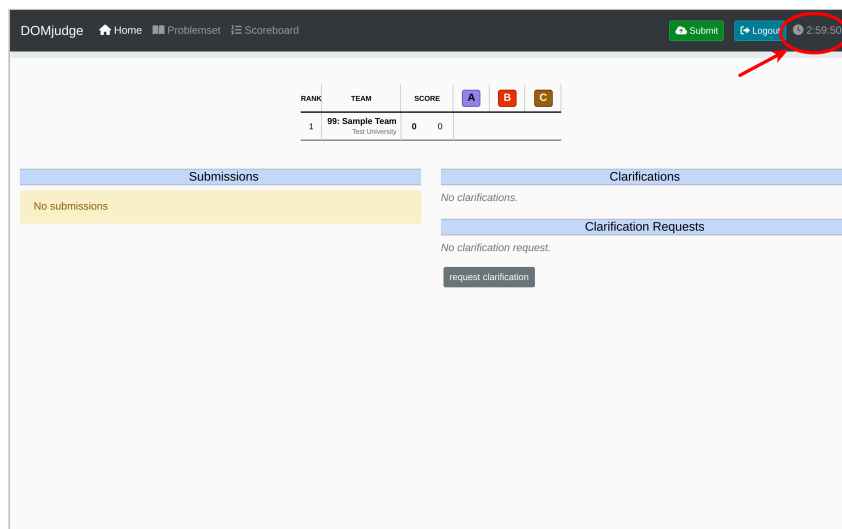 DOMjudge Home Problemset Scoreboard Submit Logout 2:59:50
RANK TEAM SCORE A B C
1 99: Sample Team 0 0
Test University
Submissions
No submissions
Clarifications
No clarifications.
Clarification Requests
No clarification request.
request clarification